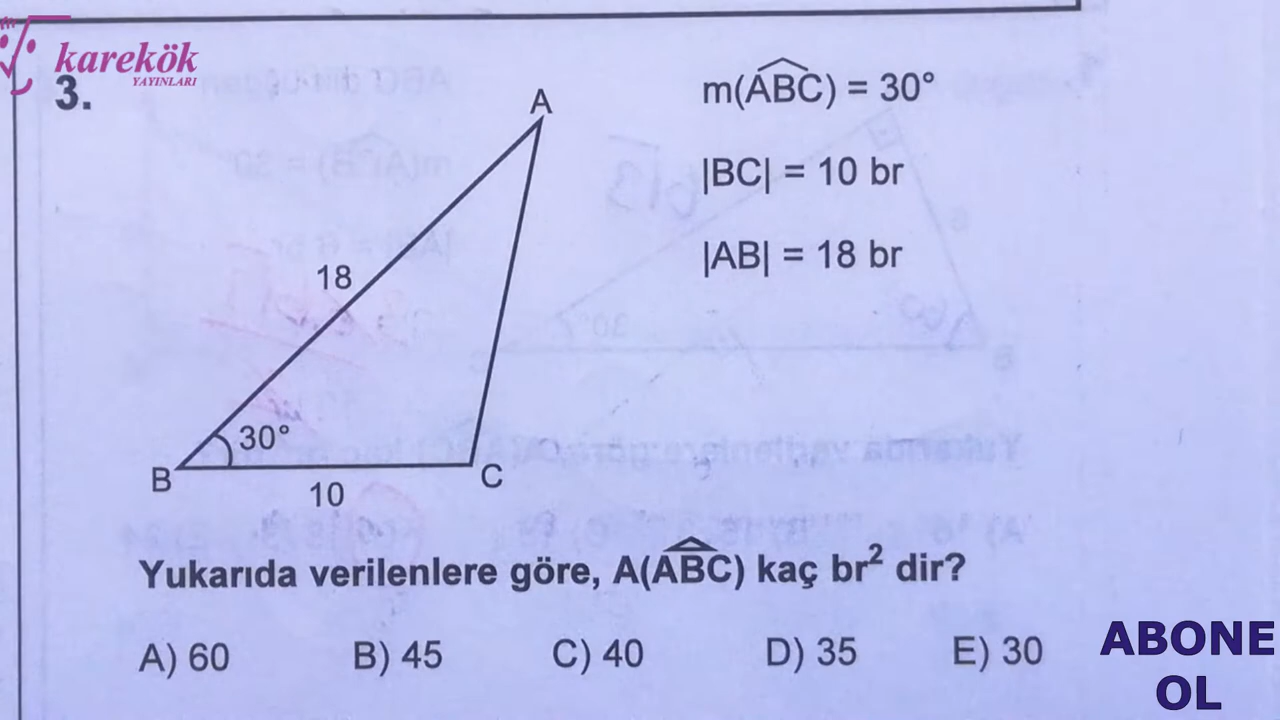 karekök
YAYINLARI
3.
A
m(ABC) = 30°
|BC| = 10 br
|AB| = 18 br
18
30°
B
C
10
Yukarıda verilenlere göre, A(ABC) kaç br² dir?
A) 60 B) 45 C) 40 D) 35 E) 30
ABONE
OL